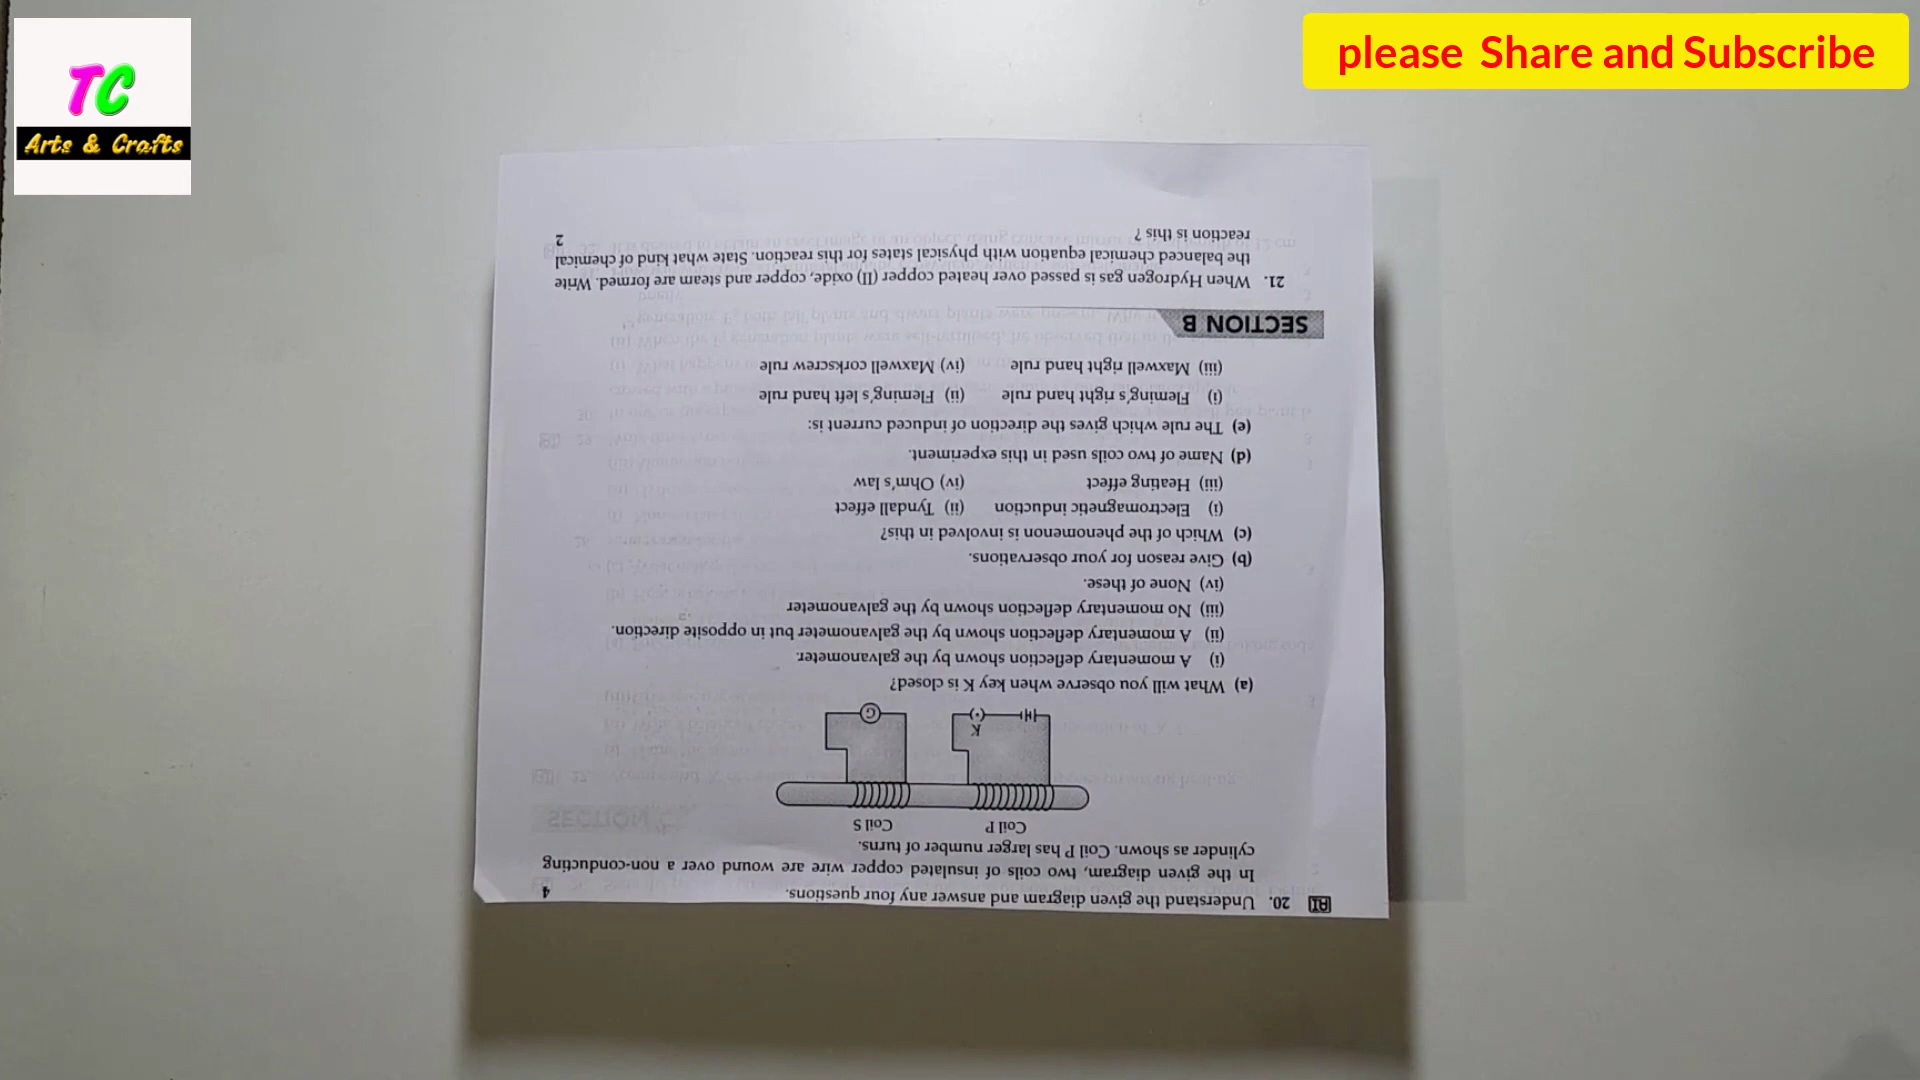 TC
Arts & Crafts
please Share and Subscribe
AI 20. Understand the given diagram and answer any four questions. 4
In the given diagram, two coils of insulated copper wire are wound over a non-conducting
cylinder as shown. Coil P has larger number of turns.
Coil P Coil S
K G
(a) What will you observe when key K is closed?
(i) A momentary deflection shown by the galvanometer.
(ii) A momentary deflection shown by the galvanometer but in opposite direction.
(iii) No momentary deflection shown by the galvanometer
(iv) None of these.
(b) Give reason for your observations.
(c) Which of the phenomenon is involved in this?
(i) Electromagnetic induction (ii) Tyndall effect
(iii) Heating effect (iv) Ohm's law
(d) Name of two coils used in this experiment.
(e) The rule which gives the direction of induced current is:
(i) Fleming's right hand rule (ii) Fleming's left hand rule
(iii) Maxwell right hand rule (iv) Maxwell corkscrew rule
SECTION B
21. When Hydrogen gas is passed over heated copper (II) oxide, copper and steam are formed. Write
the balanced chemical equation with physical states for this reaction. State what kind of chemical
reaction is this ? 2